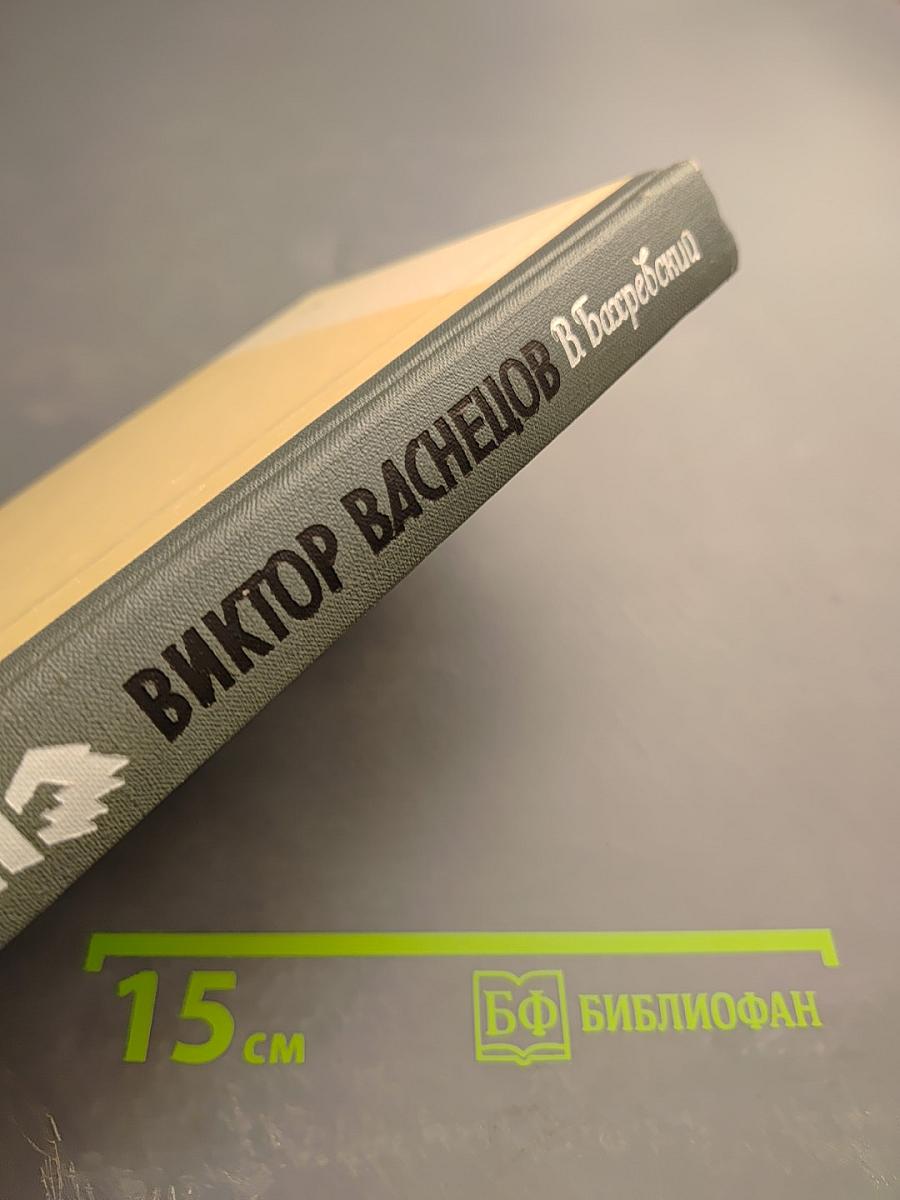 В. Бахревский
ВИКТОР ВАСНЕЦОВ
15 см
БФ БИБЛИОФАН